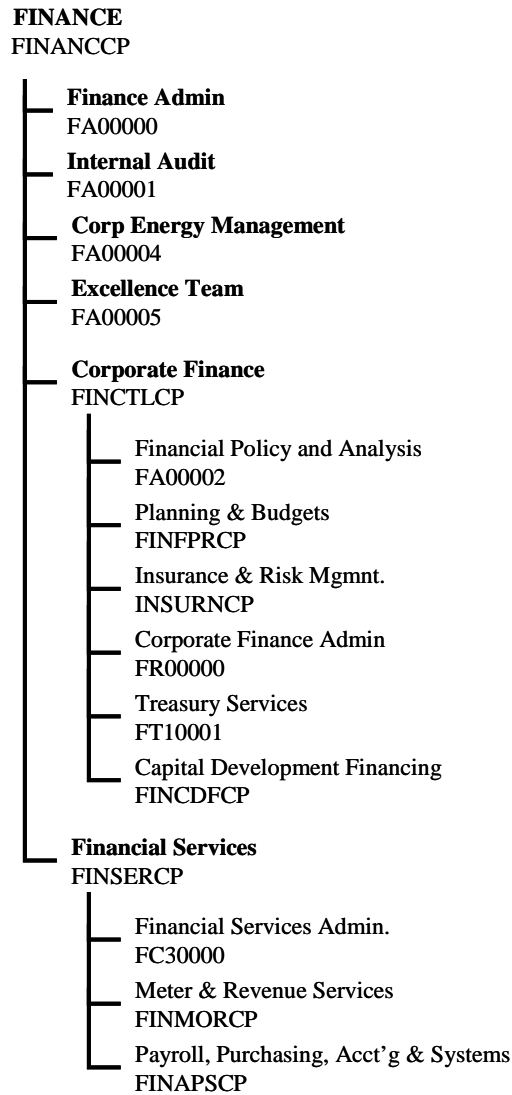 FINANCE
FINANCCP
Finance Admin
FA00000
Internal Audit
FA00001
Corp Energy Management
FA00004
Excellence Team
FA00005
Corporate Finance
FINCTLCP
Financial Policy and Analysis
FA00002
Planning & Budgets
FINFPRCP
Insurance & Risk Mgmnt.
INSURNCP
Corporate Finance Admin
FR00000
Treasury Services
FT10001
Capital Development Financing
FINCDFCP
Financial Services
FINSERCP
Financial Services Admin.
FC30000
Meter & Revenue Services
FINMORCP
Payroll, Purchasing, Acct’g & Systems
FINAPSCP